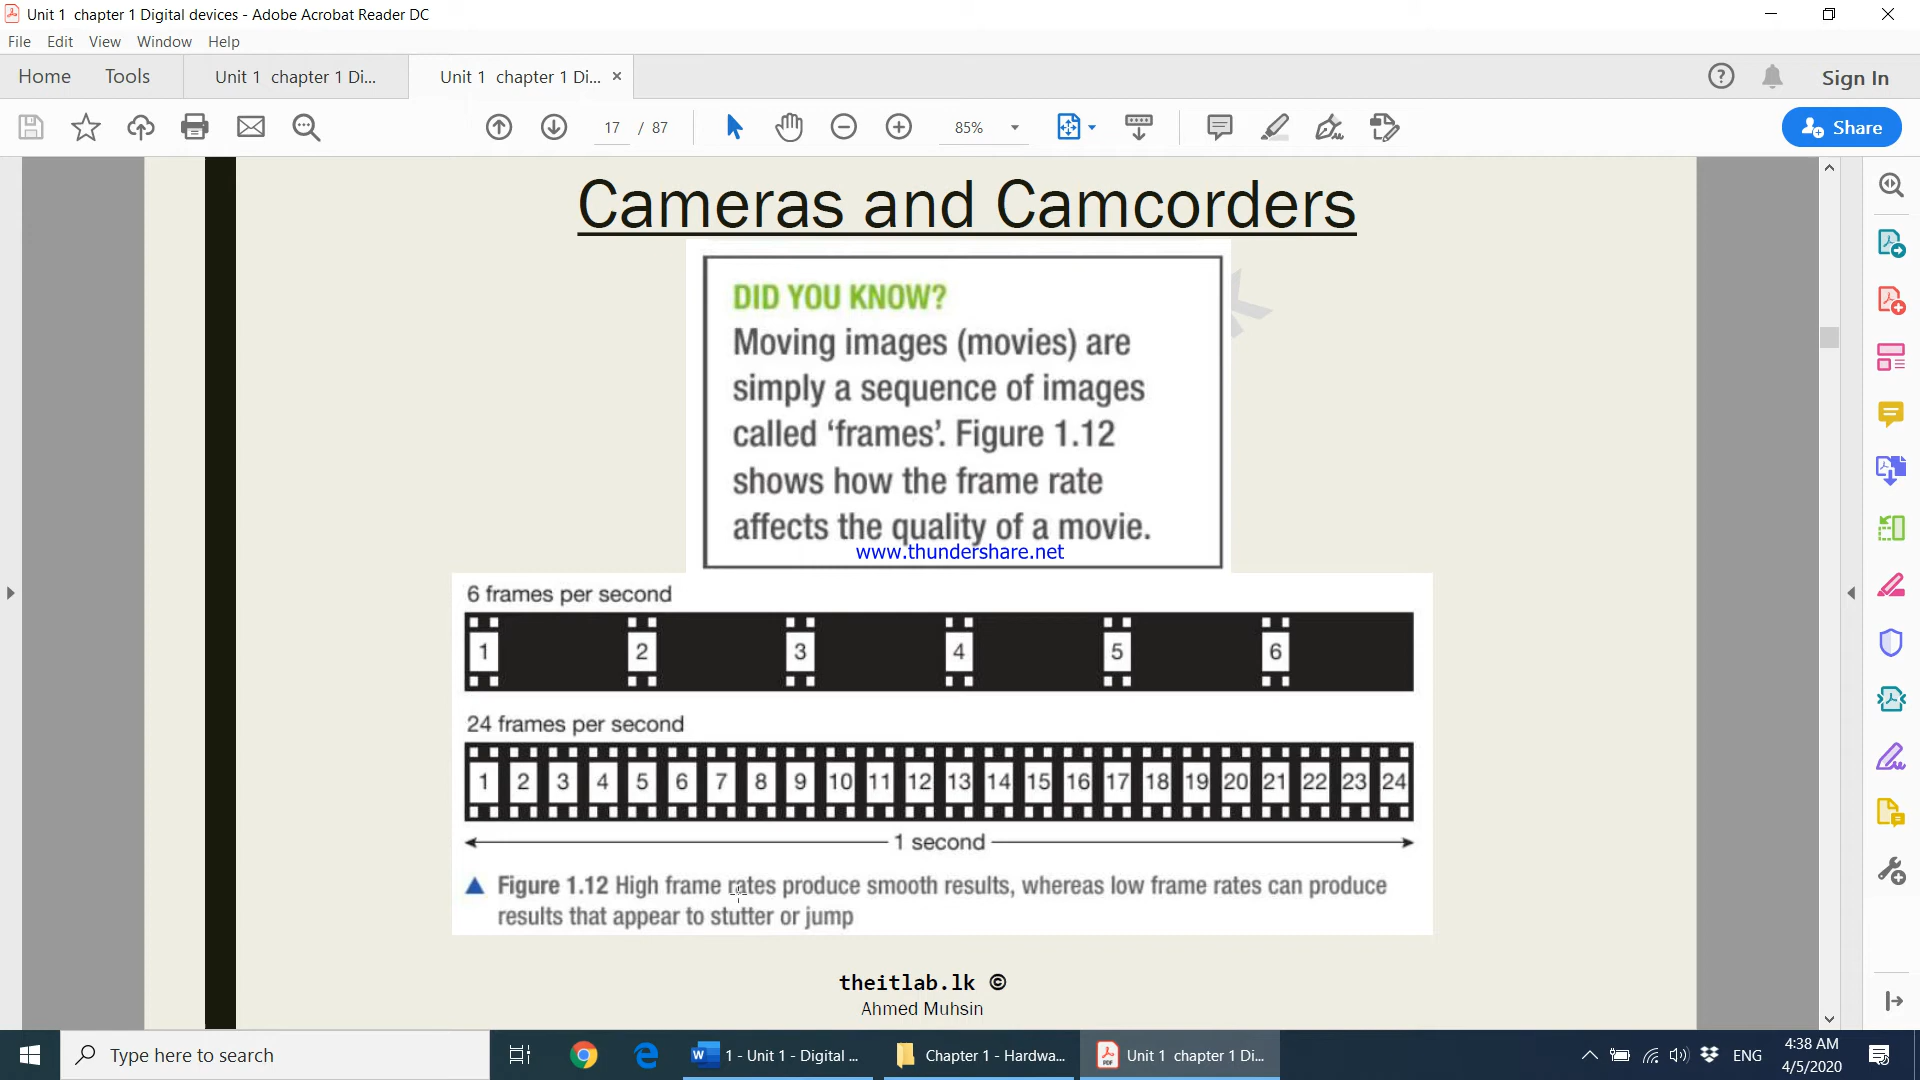 Unit 1  chapter 1 Digital devices - Adobe Acrobat Reader DC
File Edit View Window Help
Home Tools Unit 1  chapter 1 Di... Unit 1  chapter 1 Di... × Sign In
17 / 87 85% Share
Cameras and Camcorders
DID YOU KNOW?
Moving images (movies) are
simply a sequence of images
called ‘frames’. Figure 1.12
shows how the frame rate
affects the quality of a movie.
www.thundershare.net
6 frames per second
1 2 3 4 5 6
24 frames per second
1 2 3 4 5 6 7 8 9 10 11 12 13 14 15 16 17 18 19 20 21 22 23 24
1 second
Figure 1.12 High frame rates produce smooth results, whereas low frame rates can produce
results that appear to stutter or jump
theitlab.lk ©
Ahmed Muhsin
Type here to search 1 - Unit 1 - Digital ... Chapter 1 - Hardwa... Unit 1  chapter 1 Di... ENG 4:38 AM
4/5/2020